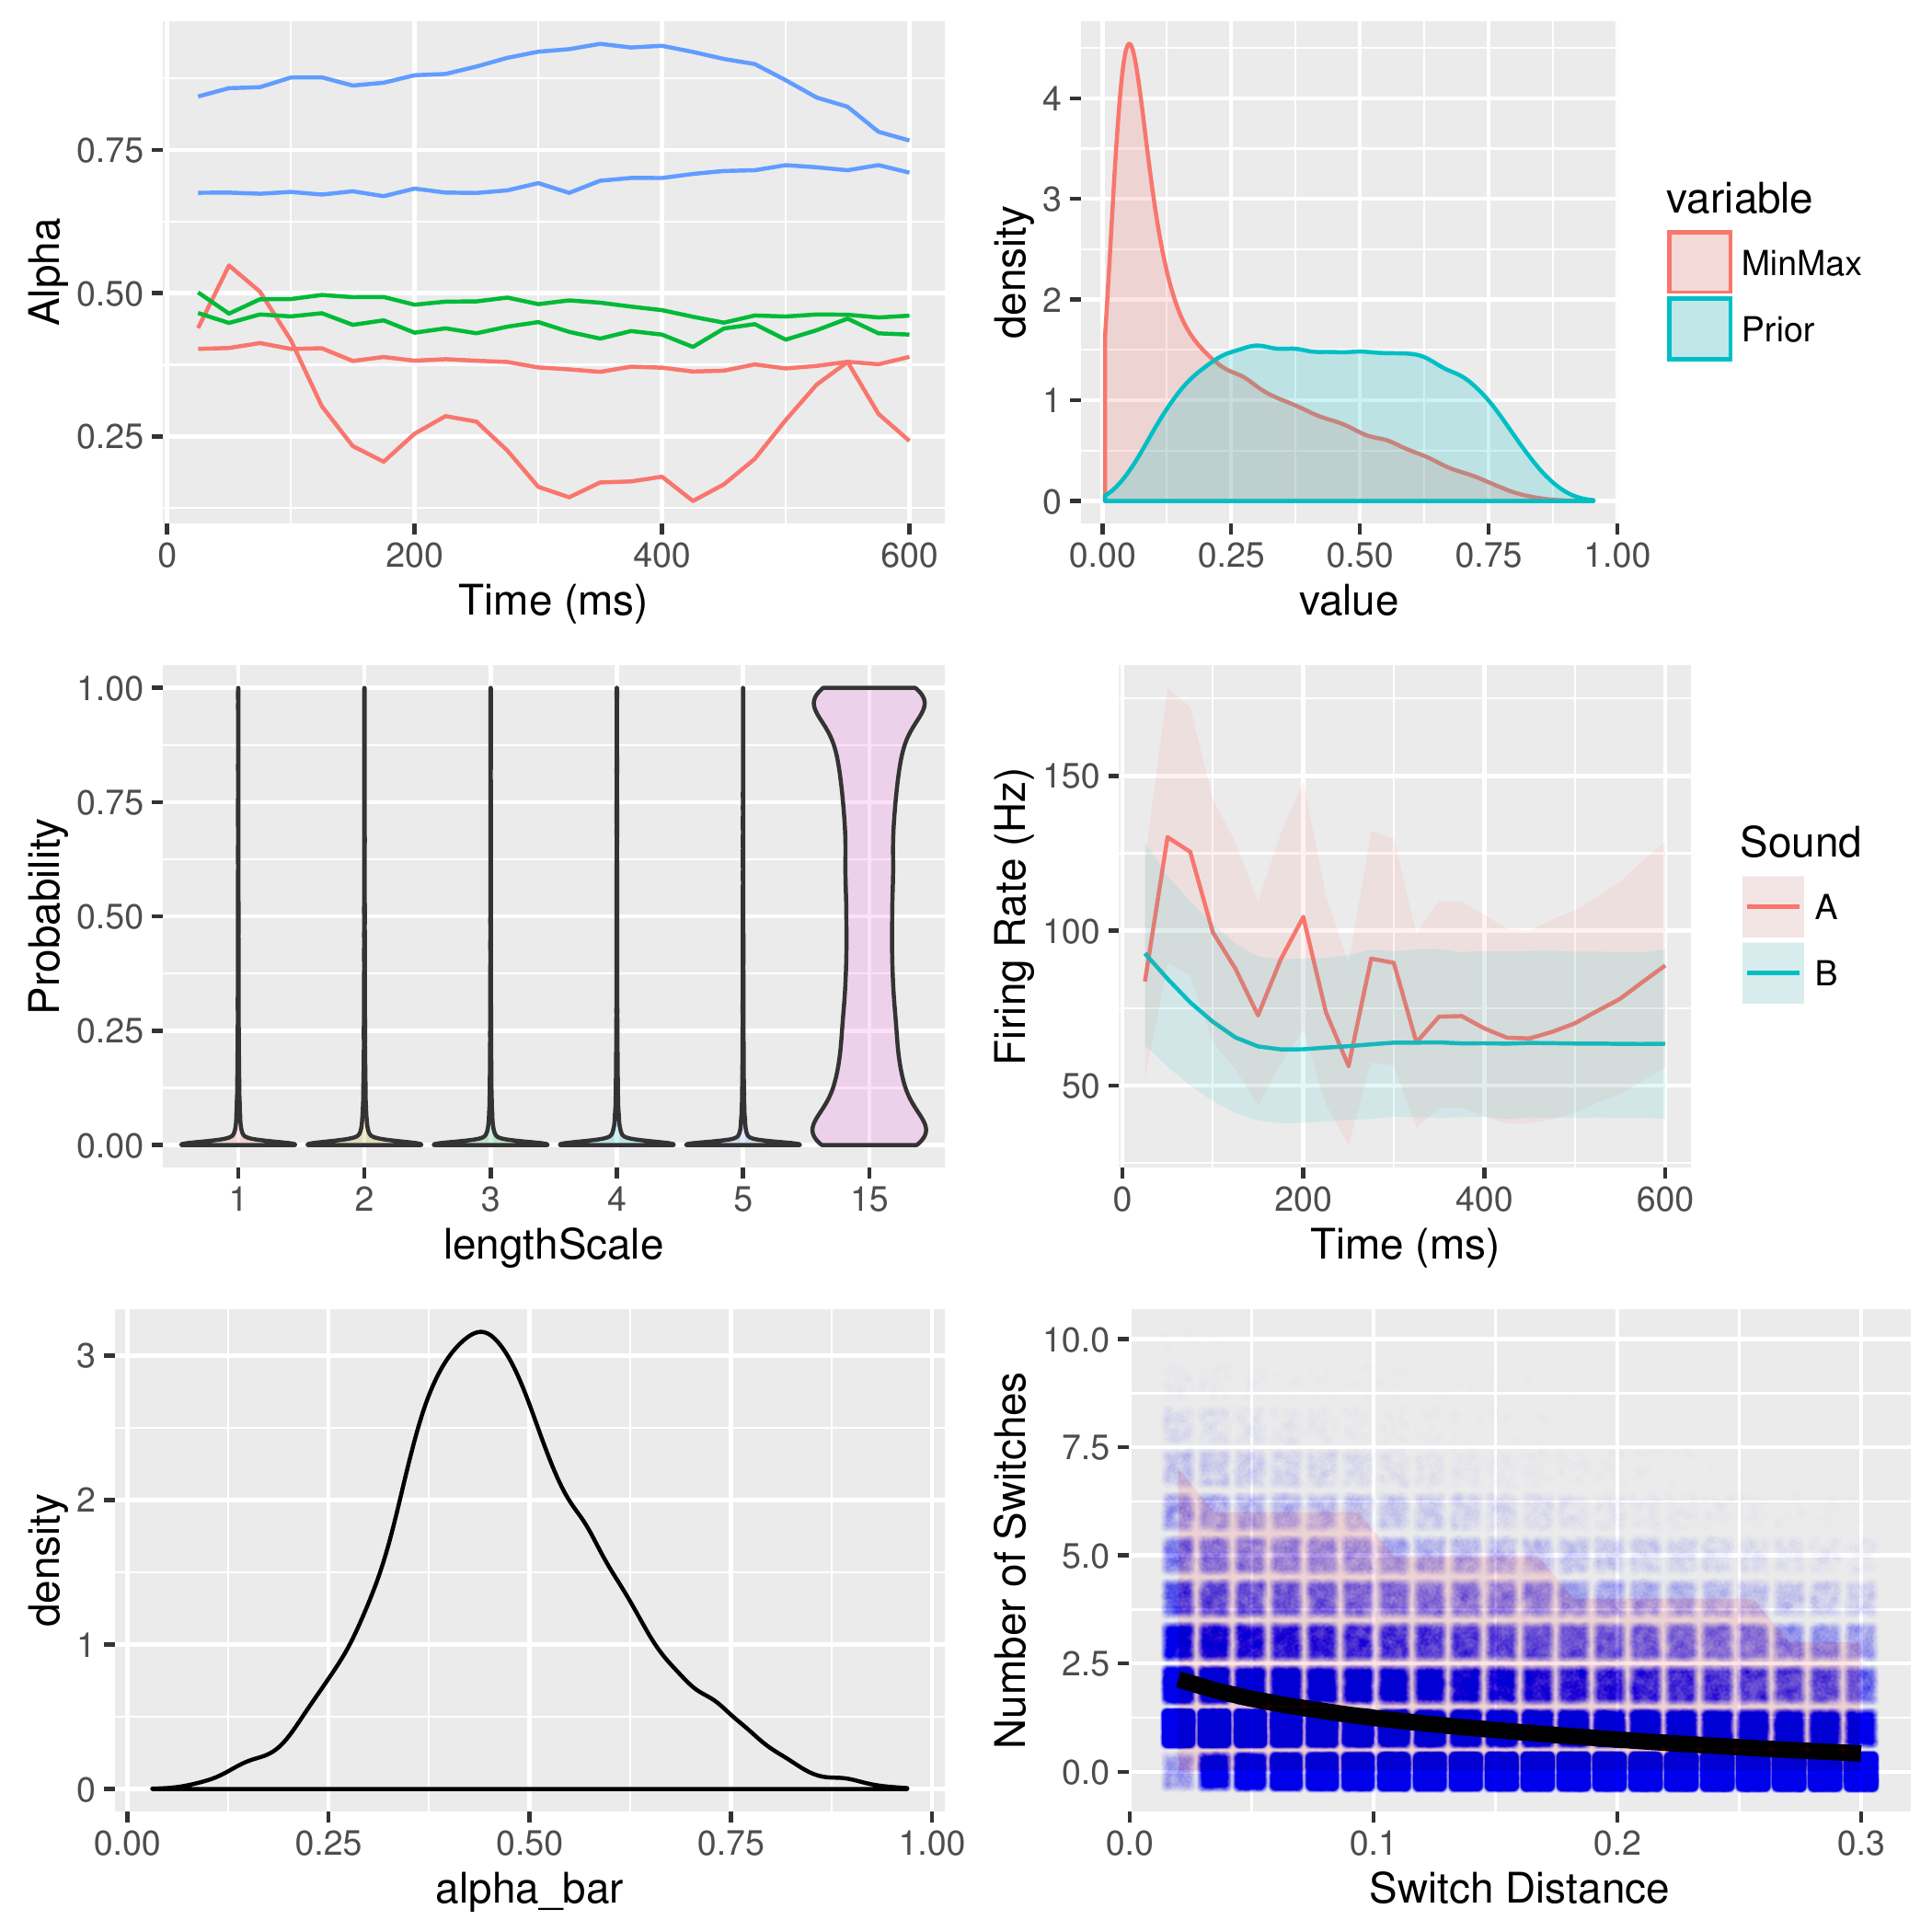 Alpha
0.75
0.50
0.25
0 200 400 600
Time (ms)
density
4
3
2
1
0
0.00 0.25 0.50 0.75 1.00
value
variable
MinMax
Prior
Probability
1.00
0.75
0.50
0.25
0.00
1 2 3 4 5 15
lengthScale
Firing Rate (Hz)
150
100
50
0 200 400 600
Time (ms)
Sound
A
B
density
3
2
1
0
0.00 0.25 0.50 0.75 1.00
alpha_bar
Number of Switches
10.0
7.5
5.0
2.5
0.0
0.0 0.1 0.2 0.3
Switch Distance